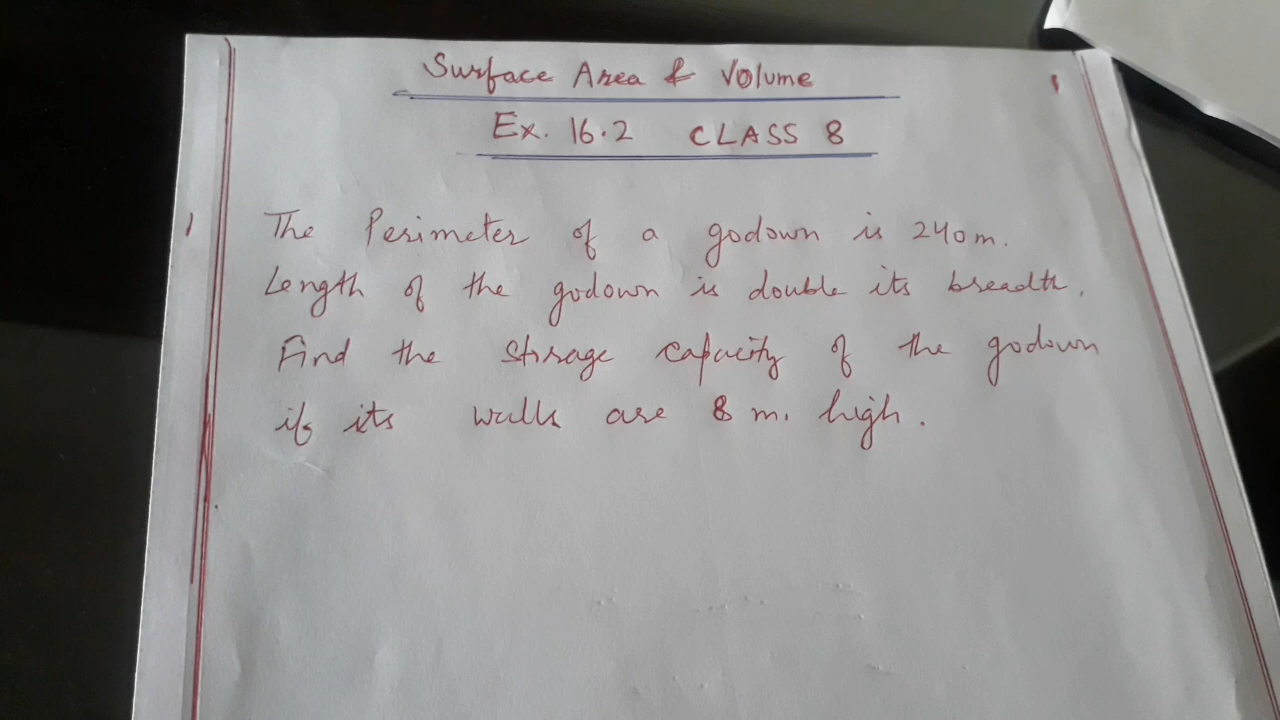 Surface Area & Volume
Ex. 16.2 CLASS 8
1 The Perimeter of a godown is 240m.
Length of the godown is double its breadth.
Find the storage capacity of the godown
if its walls are 8 m. high.